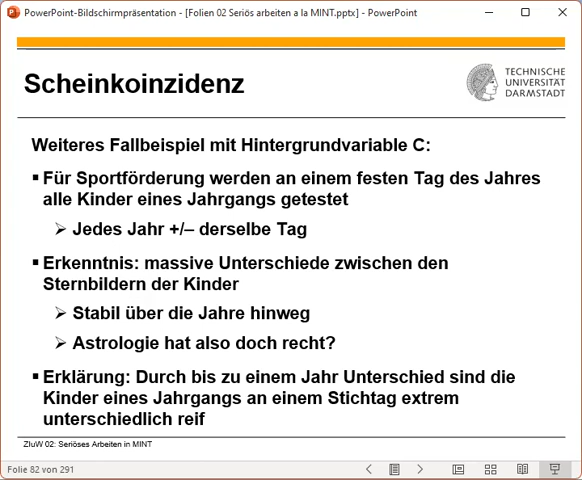 PowerPoint-Bildschirmpräsentation - [Folien 02 Seriös arbeiten a la MINT.pptx] - PowerPoint
Scheinkoinzidenz
TECHNISCHE
UNIVERSITÄT
DARMSTADT
Weiteres Fallbeispiel mit Hintergrundvariable C:
▪ Für Sportförderung werden an einem festen Tag des Jahres
alle Kinder eines Jahrgangs getestet
➢ Jedes Jahr +/– derselbe Tag
▪ Erkenntnis: massive Unterschiede zwischen den
Sternbildern der Kinder
➢ Stabil über die Jahre hinweg
➢ Astrologie hat also doch recht?
▪ Erklärung: Durch bis zu einem Jahr Unterschied sind die
Kinder eines Jahrgangs an einem Stichtag extrem
unterschiedlich reif
ZIuW 02: Seriöses Arbeiten in MINT
Folie 82 von 291